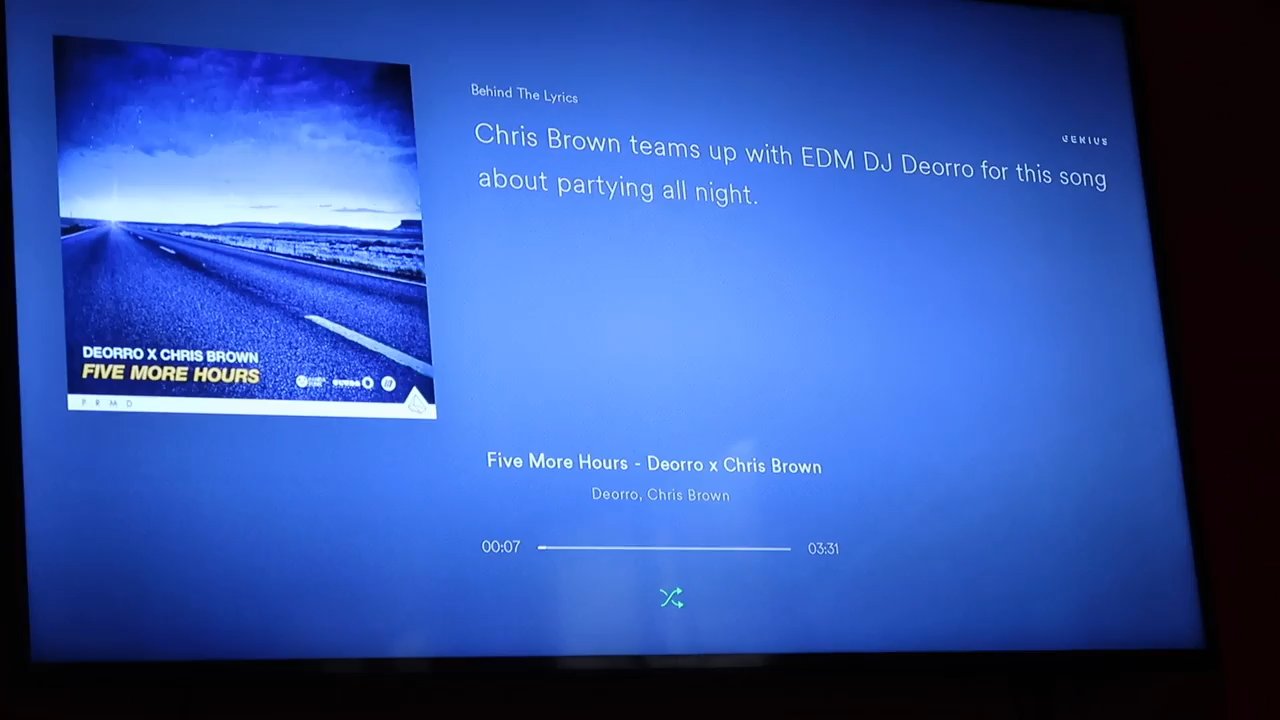 Behind The Lyrics
GENIUS
Chris Brown teams up with EDM DJ Deorro for this song
about partying all night.
DEORRO X CHRIS BROWN
FIVE MORE HOURS
PRMD
Five More Hours - Deorro x Chris Brown
Deorro, Chris Brown
00:07
03:31